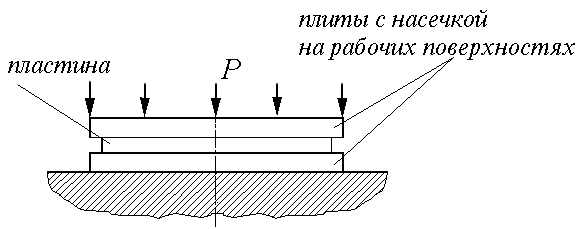 плиты с насечкой
на рабочих поверхностях
пластина
P